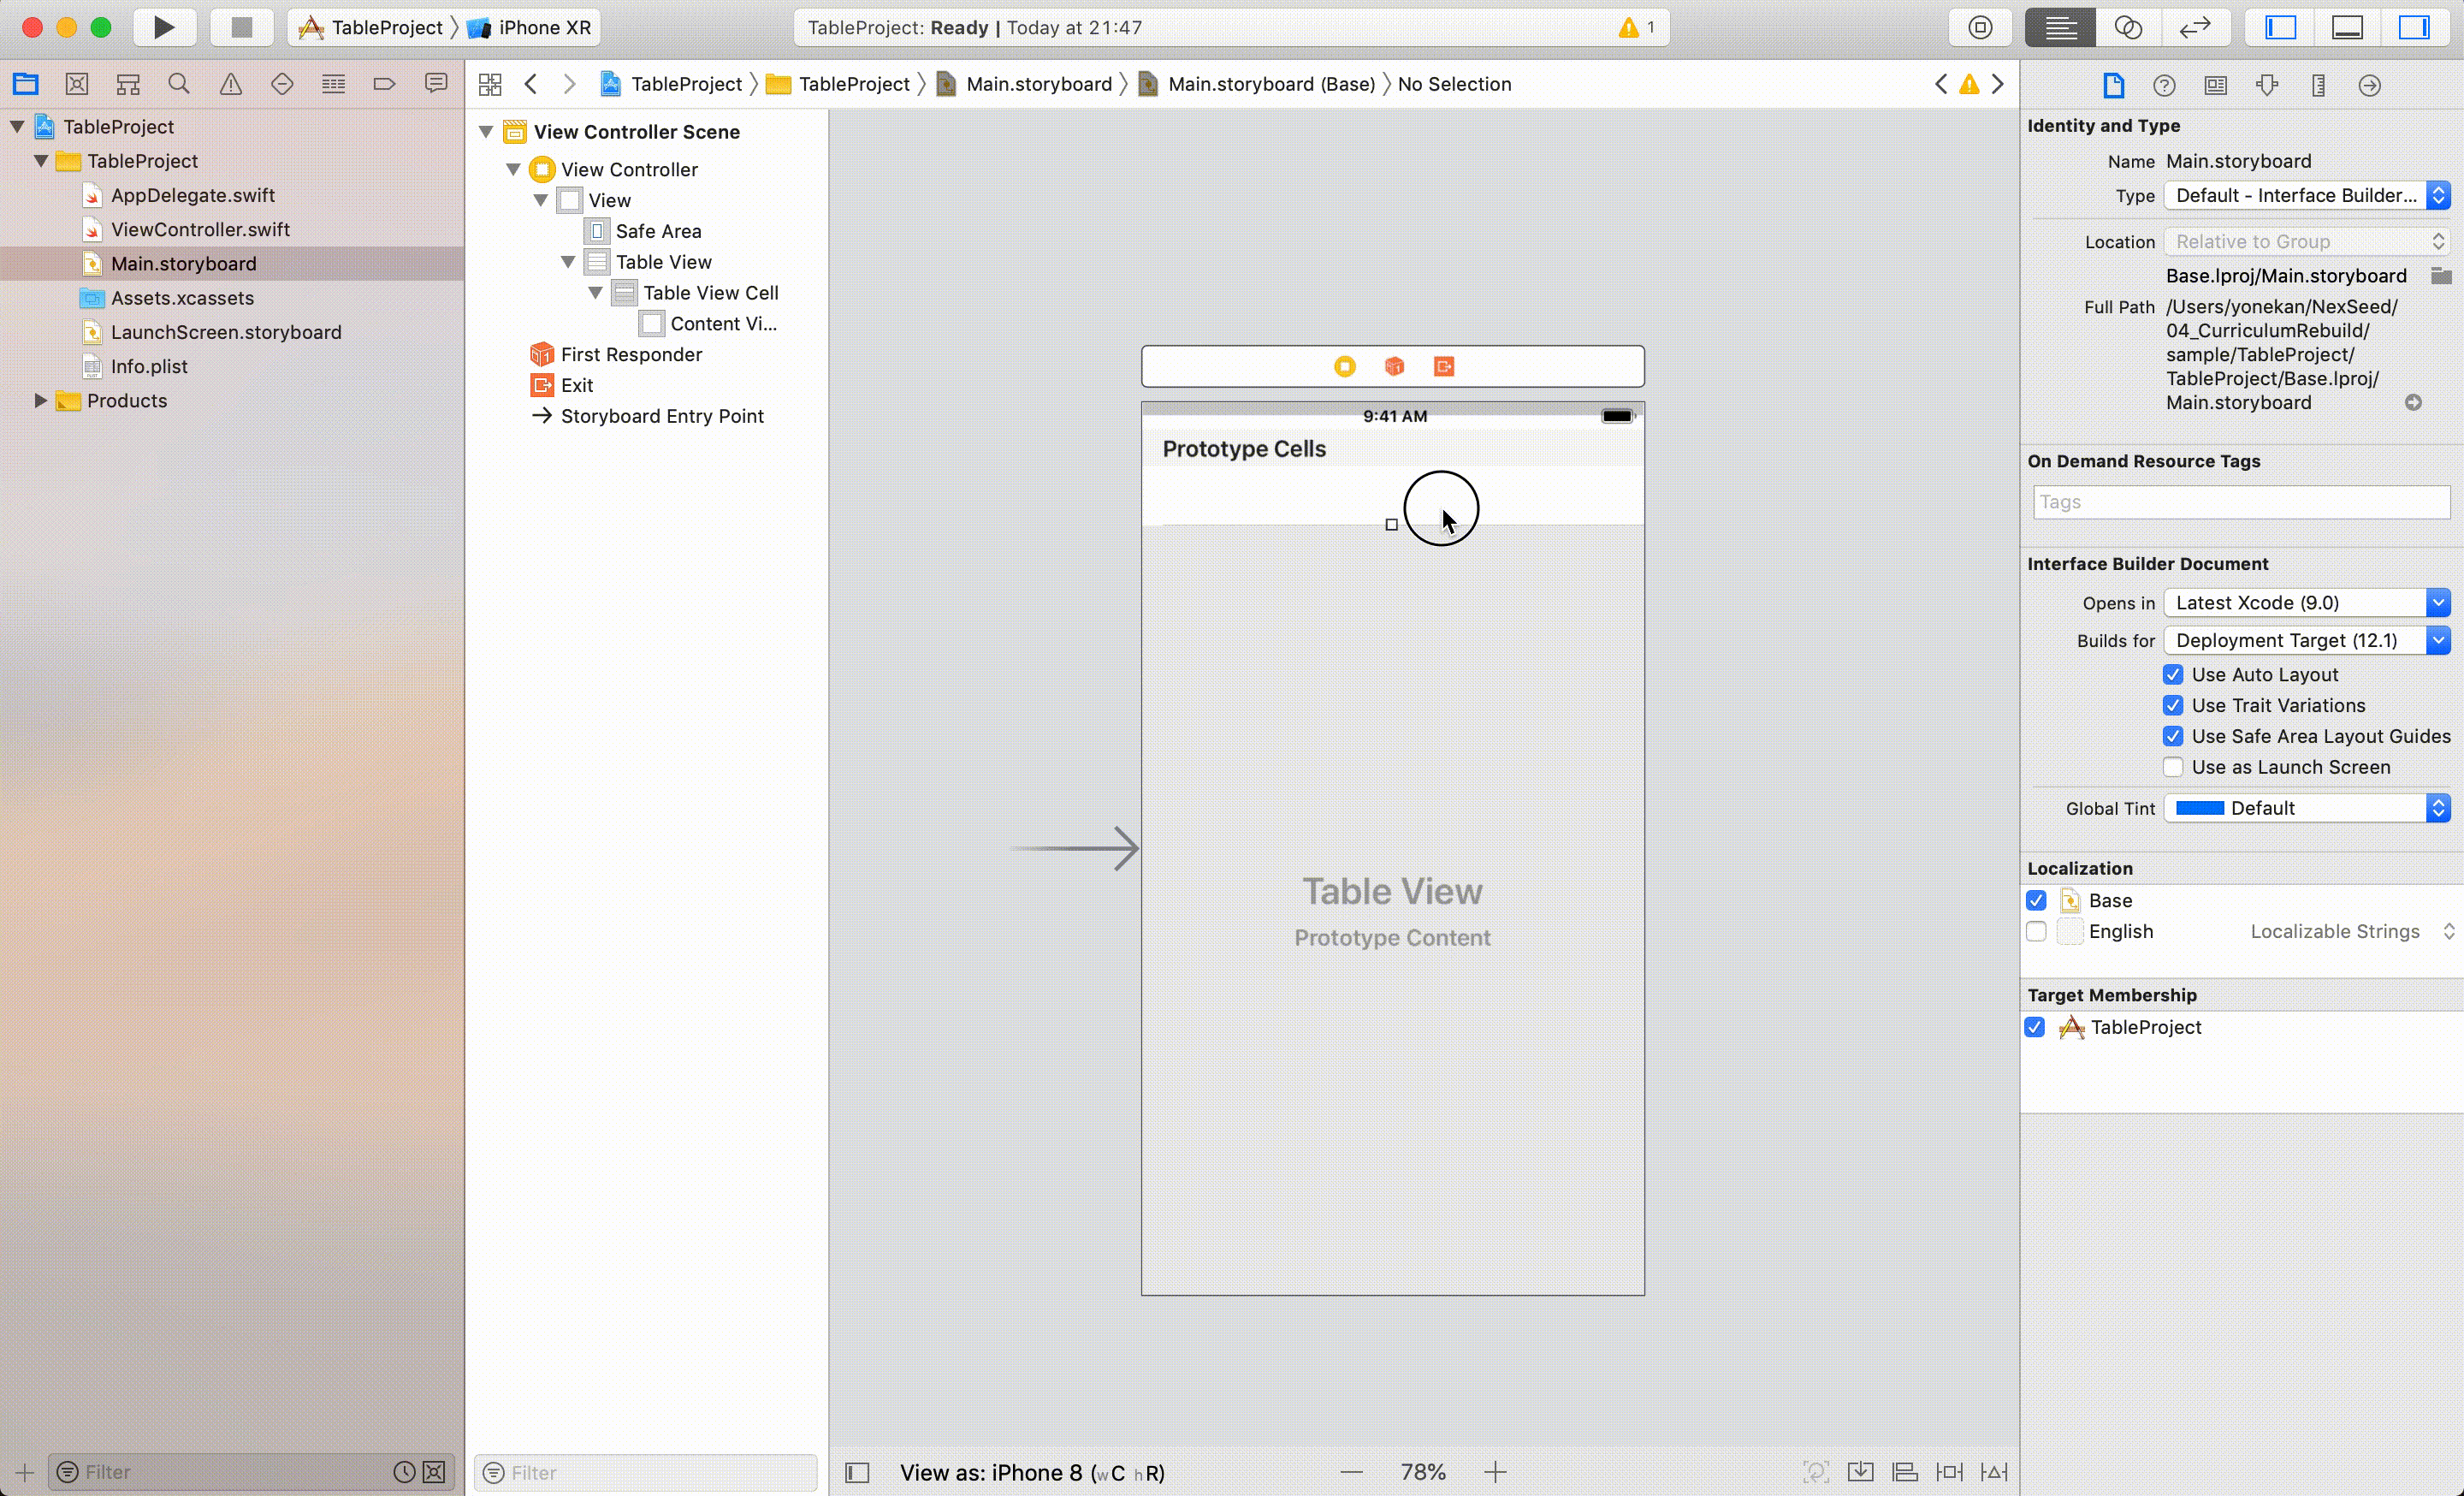 TableProject 〉 iPhone XR
TableProject: Ready | Today at 21:47
1
TableProject 〉 TableProject 〉 Main.storyboard 〉 Main.storyboard (Base) 〉 No Selection
TableProject
TableProject
AppDelegate.swift
ViewController.swift
Main.storyboard
Assets.xcassets
LaunchScreen.storyboard
Info.plist
Products
Filter
View Controller Scene
View Controller
View
Safe Area
Table View
Table View Cell
Content Vi...
First Responder
Exit
Storyboard Entry Point
Filter
9:41 AM
Prototype Cells
Table View
Prototype Content
View as: iPhone 8 (wC hR)
78%
Identity and Type
Name Main.storyboard
Type Default - Interface Builder...
Location Relative to Group
Base.lproj/Main.storyboard
Full Path /Users/yonekan/NexSeed/
04_CurriculumRebuild/
sample/TableProject/
TableProject/Base.lproj/
Main.storyboard
On Demand Resource Tags
Tags
Interface Builder Document
Opens in Latest Xcode (9.0)
Builds for Deployment Target (12.1)
Use Auto Layout
Use Trait Variations
Use Safe Area Layout Guides
Use as Launch Screen
Global Tint Default
Localization
Base
English Localizable Strings
Target Membership
TableProject